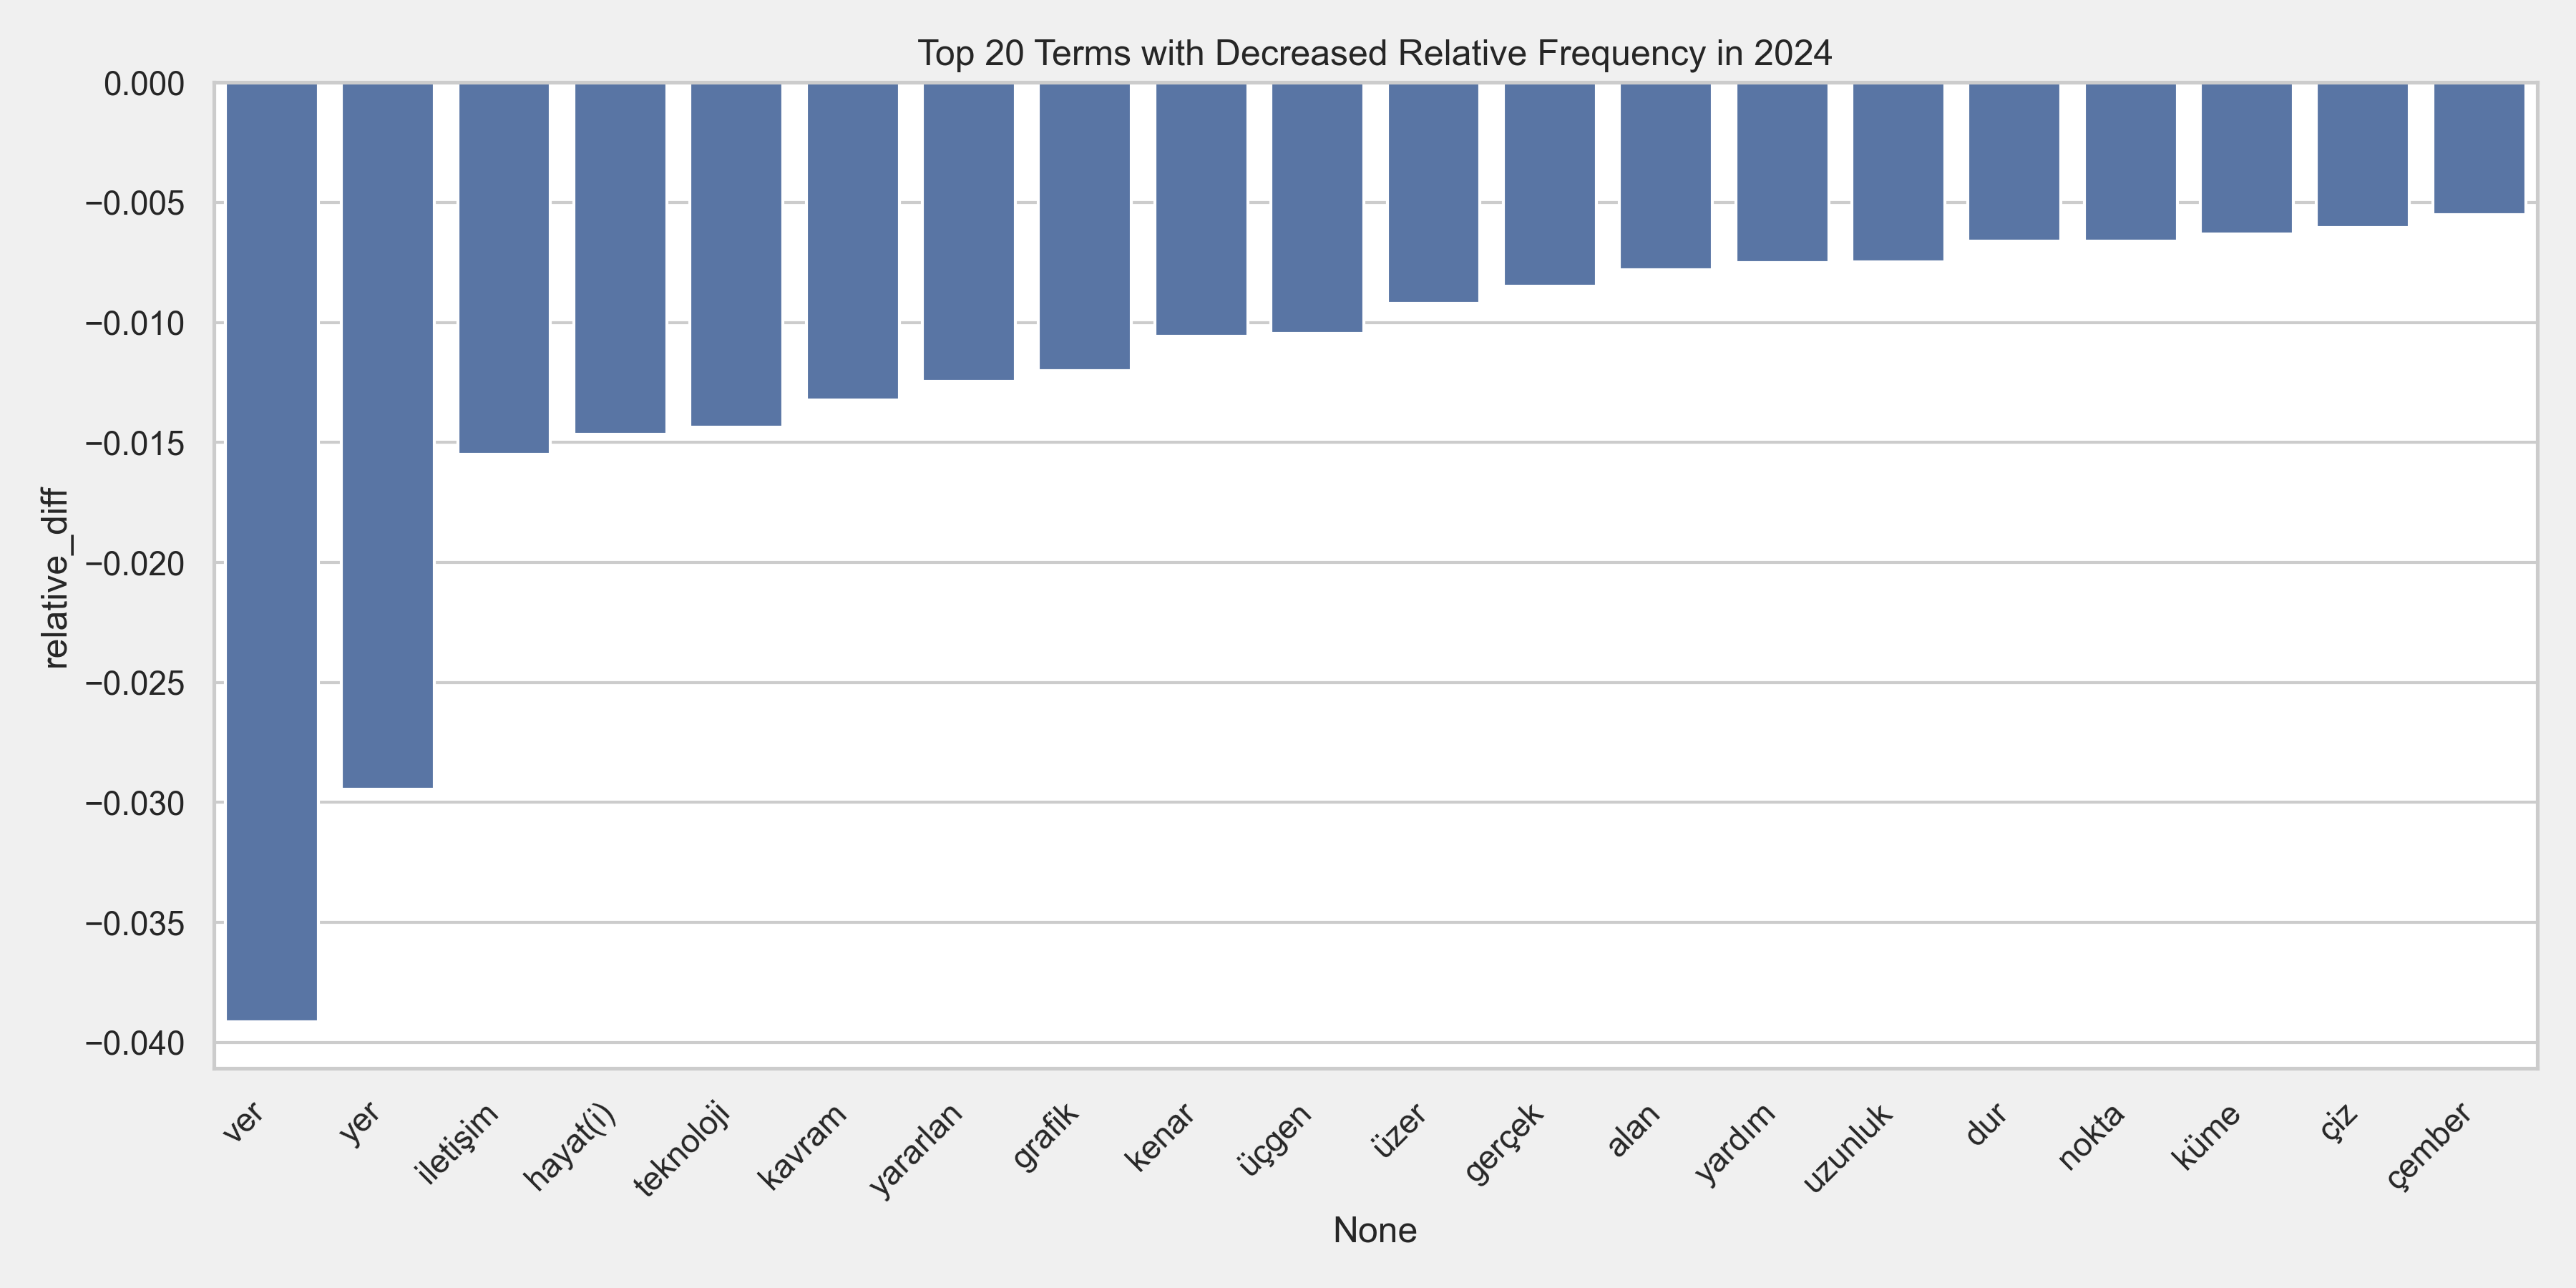 Top 20 Terms with Decreased Relative Frequency in 2024
0.000
−0.005
−0.010
−0.015
−0.020
−0.025
−0.030
−0.035
−0.040
relative_diff
ver
yer
iletişim
hayat(i)
teknoloji
kavram
yararlan
grafik
kenar
üçgen
üzer
gerçek
alan
yardım
uzunluk
dur
nokta
küme
çiz
çember
None